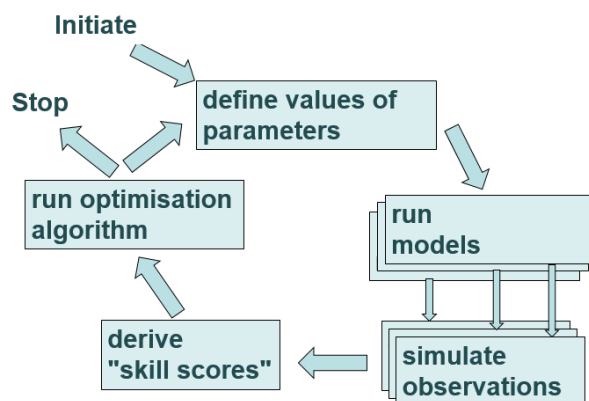 Initiate
Stop
define values of
parameters
run optimisation
algorithm
run
models
derive
"skill scores"
simulate
observations